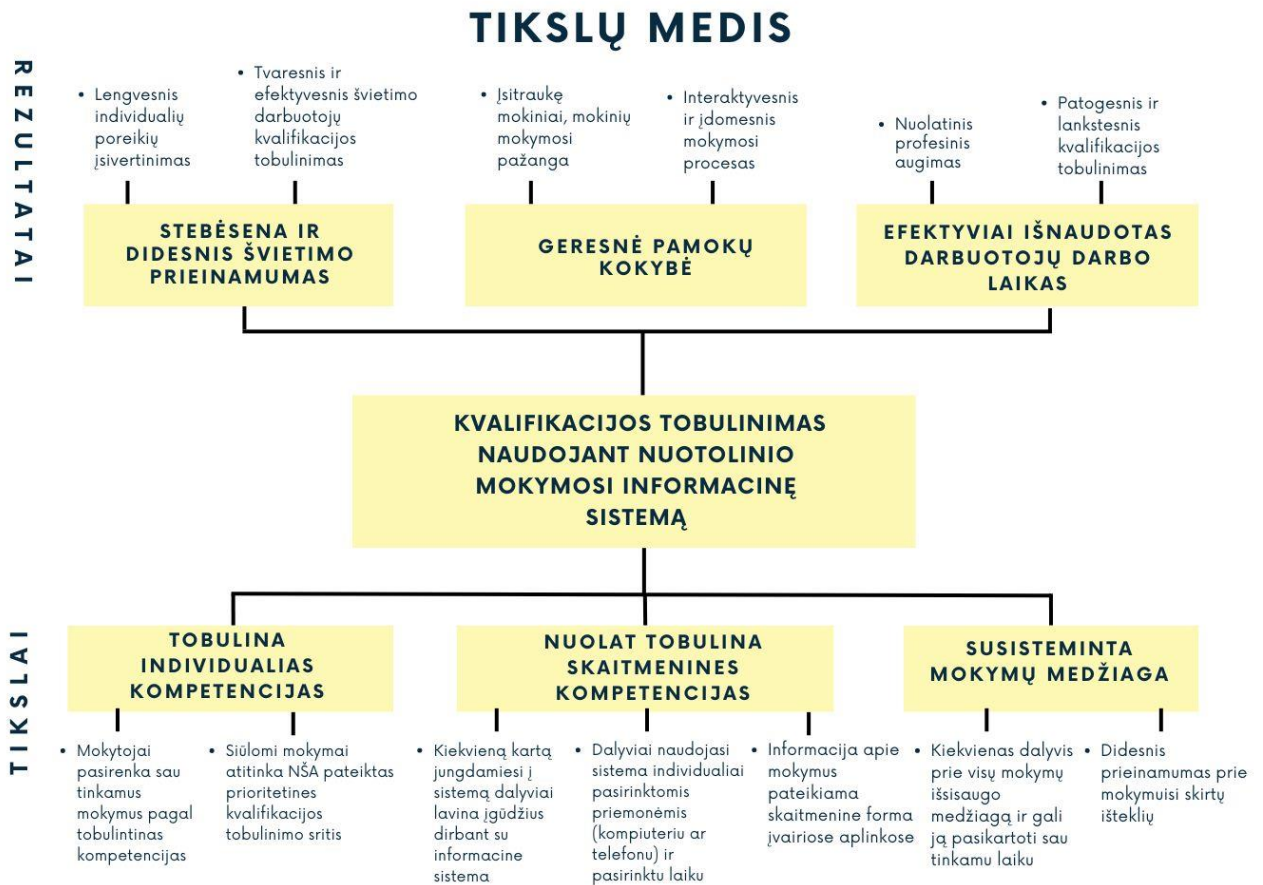 TIKSLŲ MEDIS
REZULTATAI
• Lengvesnis
individualių
poreikių
įsivertinimas
• Tvaresnis ir
efektyvesnis švietimo
darbuotojų
kvalifikacijos
tobulinimas
• Įsitraukę
mokiniai, mokinių
mokymosi
pažanga
• Interaktyvesnis
ir įdomesnis
mokymosi
procesas
• Nuolatinis
profesinis
augimas
• Patogesnis ir
lankstesnis
kvalifikacijos
tobulinimas
STEBĖSENA IR
DIDESNIS ŠVIETIMO
PRIEINAMUMAS
GERESNĖ PAMOKŲ
KOKYBĖ
EFEKTYVIAI IŠNAUDOTAS
DARBUOTOJŲ DARBO
LAIKAS
KVALIFIKACIJOS TOBULINIMAS
NAUDOJANT NUOTOLINIO
MOKYMOSI INFORMACINĘ
SISTEMĄ
TIKSLAI
TOBULINA
INDIVIDUALIAS
KOMPETENCIJAS
NUOLAT TOBULINA
SKAITMENINES
KOMPETENCIJAS
SUSISTEMINTA
MOKYMŲ MEDŽIAGA
• Mokytojai
pasirenka sau
tinkamus
mokymus pagal
tobulintinas
kompetencijas
• Siūlomi mokymai
atitinka NŠA pateiktas
prioritetines
kvalifikacijos
tobulinimo sritis
• Kiekvieną kartą
jungdamiesi į
sistemą dalyviai
lavina įgūdžius
dirbant su
informacine
sistema
• Dalyviai naudojasi
sistema individualiai
pasirinktomis
priemonėmis
(kompiuteriu ar
telefonu) ir
pasirinktu laiku
• Informacija apie
mokymus
pateikiama
skaitmenine forma
įvairiose aplinkose
• Kiekvienas dalyvis
prie visų mokymų
išsisaugo
medžiagą ir gali
ją pasikartoti sau
tinkamu laiku
• Didesnis
prieinamumas prie
mokymuisi skirtų
išteklių